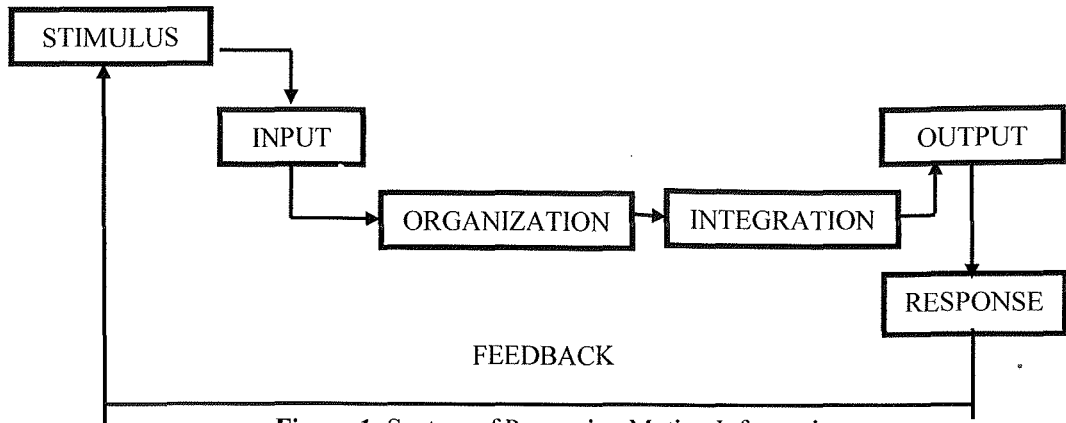 STIMULUS
INPUT
OUTPUT
ORGANIZATION
INTEGRATION
RESPONSE
FEEDBACK